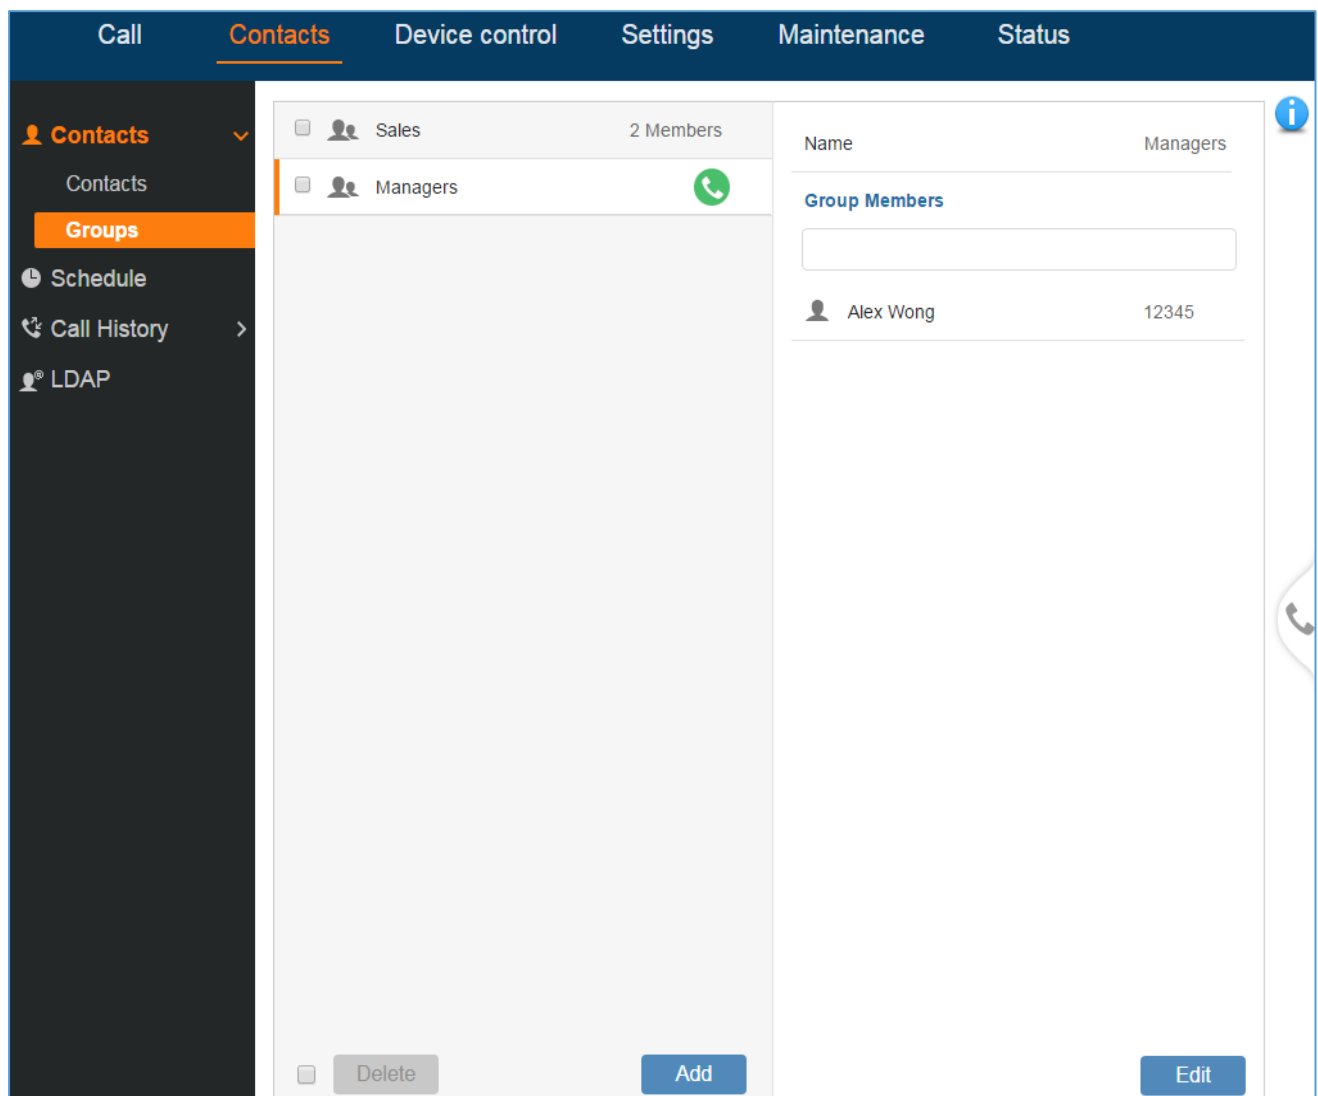 Call Contacts Device control Settings Maintenance Status
Contacts
Contacts
Groups
Schedule
Call History
LDAP
Sales 2 Members
Managers
Delete Add
Name Managers
Group Members
Alex Wong 12345
Edit